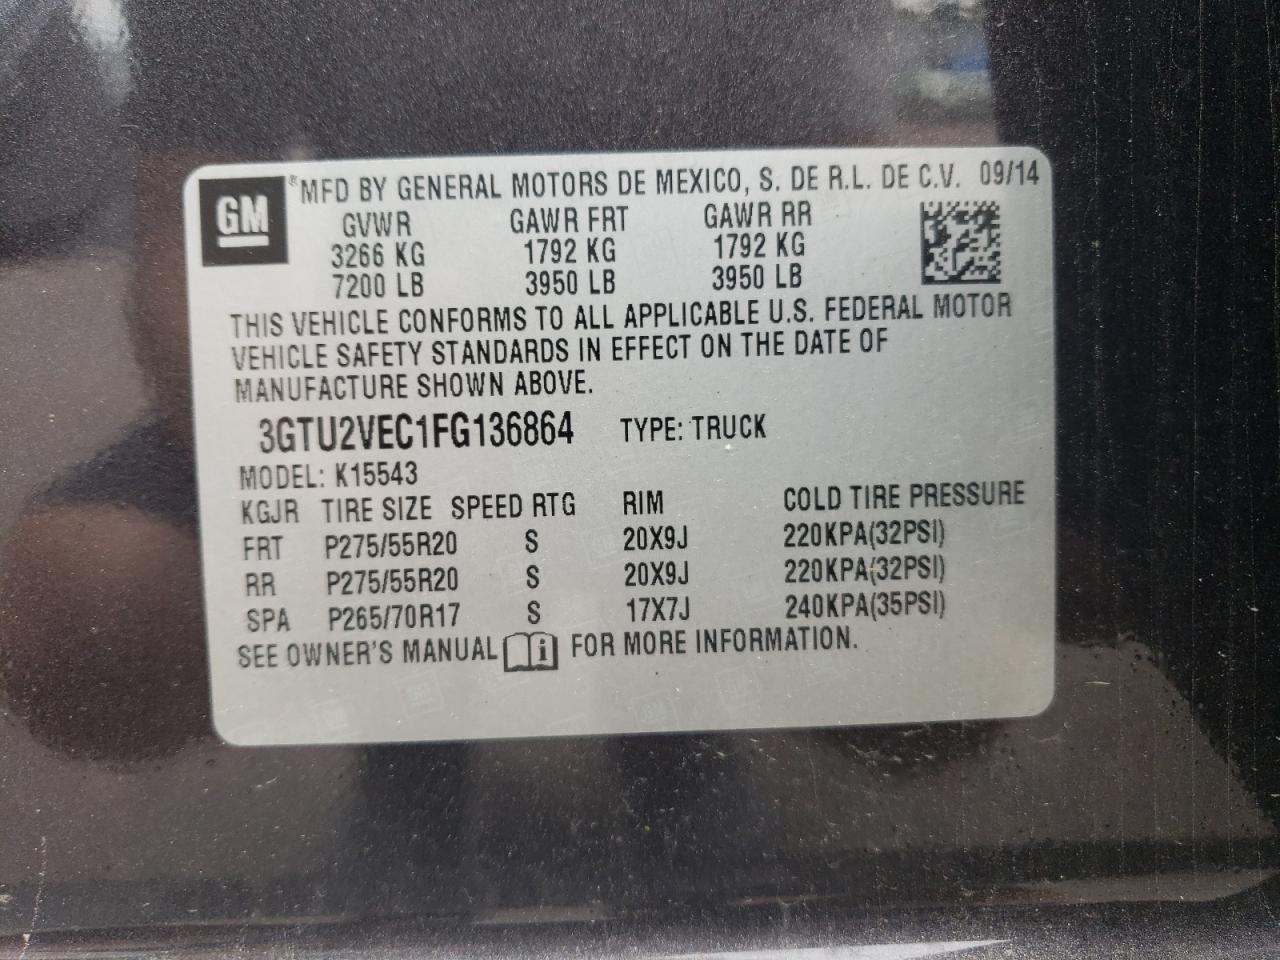 GM
®MFD BY GENERAL MOTORS DE MEXICO, S. DE R.L. DE C.V. 09/14
GVWR GAWR FRT GAWR RR
3266 KG 1792 KG 1792 KG
7200 LB 3950 LB 3950 LB
THIS VEHICLE CONFORMS TO ALL APPLICABLE U.S. FEDERAL MOTOR
VEHICLE SAFETY STANDARDS IN EFFECT ON THE DATE OF
MANUFACTURE SHOWN ABOVE.
3GTU2VEC1FG136864 TYPE: TRUCK
MODEL: K15543
KGJR TIRE SIZE SPEED RTG RIM COLD TIRE PRESSURE
FRT P275/55R20 S 20X9J 220KPA(32PSI)
RR P275/55R20 S 20X9J 220KPA(32PSI)
SPA P265/70R17 S 17X7J 240KPA(35PSI)
SEE OWNER'S MANUAL i FOR MORE INFORMATION.